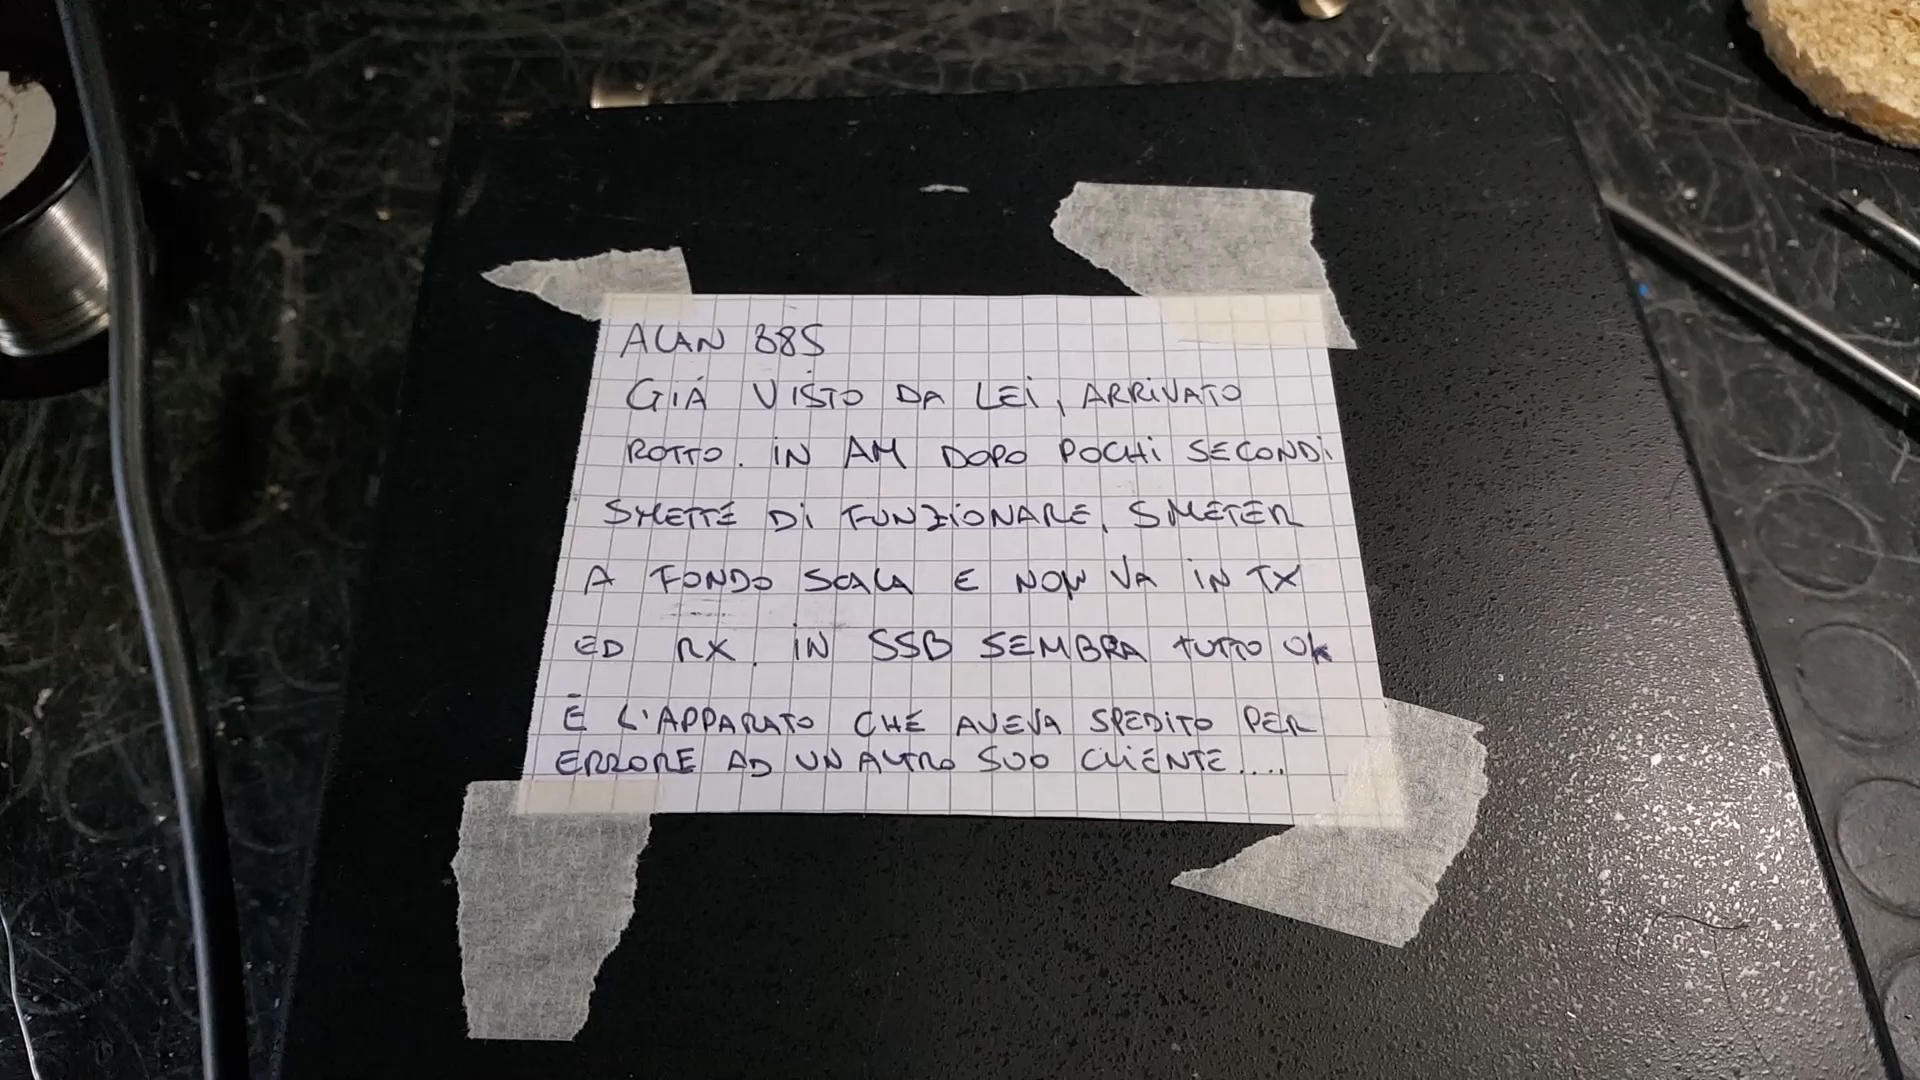 ALAN 88S
GIÁ VISTO DA LEI, ARRIVATO
ROTTO. IN AM DOPO POCHI SECONDI
SMETTE DI FUNZIONARE, SMETER
A FONDO SCALA E NON VA IN TX
ED RX. IN SSB SEMBRA TUTTO OK
È L'APPARATO CHE AVEVA SPEDITO PER
ERRORE AD UN ALTRO SUO CLIENTE....